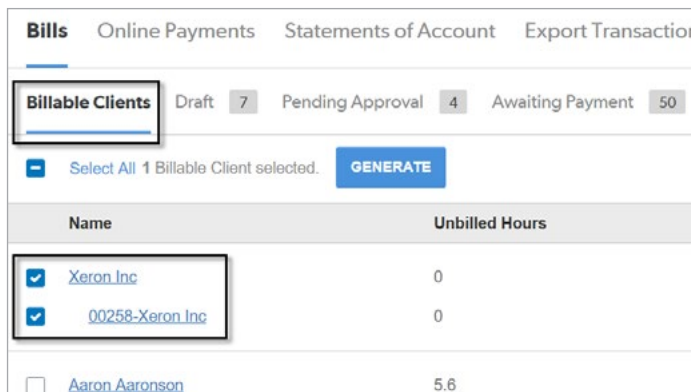 Bills Online Payments Statements of Account Export Transaction
Billable Clients Draft 7 Pending Approval 4 Awaiting Payment 50
Select All 1 Billable Client selected. GENERATE
Name Unbilled Hours
Xeron Inc 0
00258-Xeron Inc 0
Aaron Aaronson 5.6